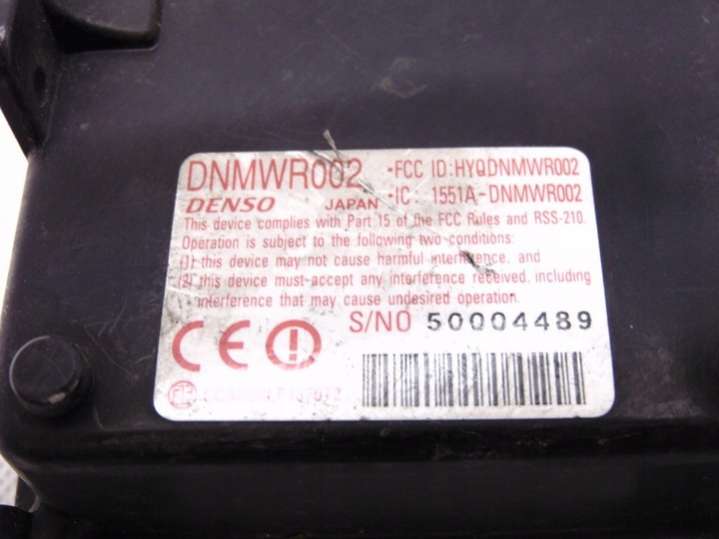 DNMWR002 -FCC ID:HYQDNMWR002
DENSO JAPAN -IC: 1551A-DNMWR002
This device complies with Part 15 of the FCC Rules and RSS-210.
Operation is subject to the following two conditions:
(1) this device may not cause harmful interference, and
(2) this device must accept any interference received, including
interference that may cause undesired operation.
S/NO 50004489
CE